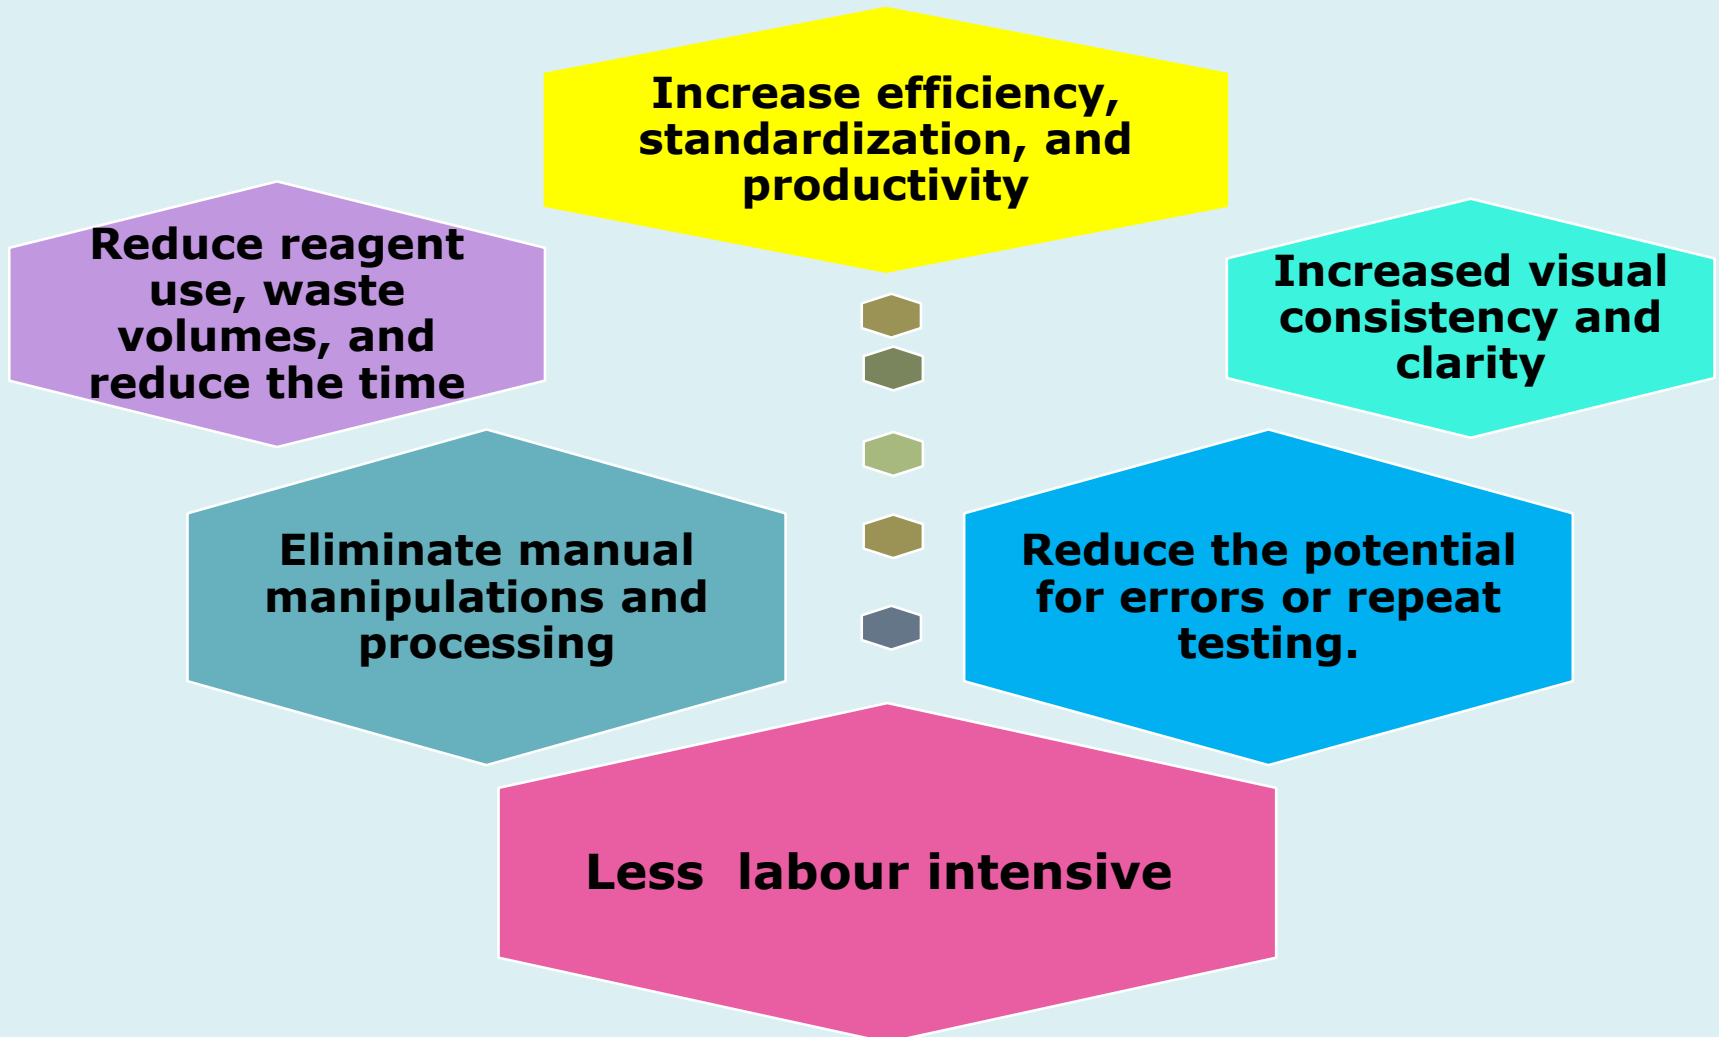 Increase efficiency,
standardization, and
productivity
Reduce reagent
use, waste
volumes, and
reduce the time
Increased visual
consistency and
clarity
Eliminate manual
manipulations and
processing
Reduce the potential
for errors or repeat
testing.
Less  labour intensive